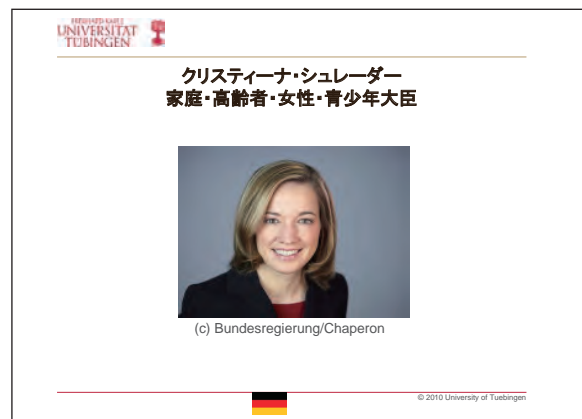 EBERHARD KARLS
UNIVERSITÄT
TÜBINGEN
クリスティーナ・シュレーダー
家庭・高齢者・女性・青少年大臣
(c) Bundesregierung/Chaperon
© 2010 University of Tuebingen